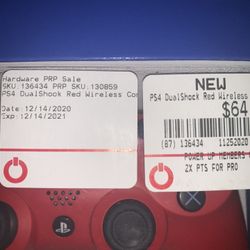 Hardware PRP Sale
SKU:136434 PRP SKU:130859
PS4 DualShock Red Wireless Con
Date:12/14/2020
Exp:12/14/2021
NEW
PS4 DualShock Red Wireless
$64
(87) 136434 11252020
POWER UP MEMBERS
2X PTS FOR PRO